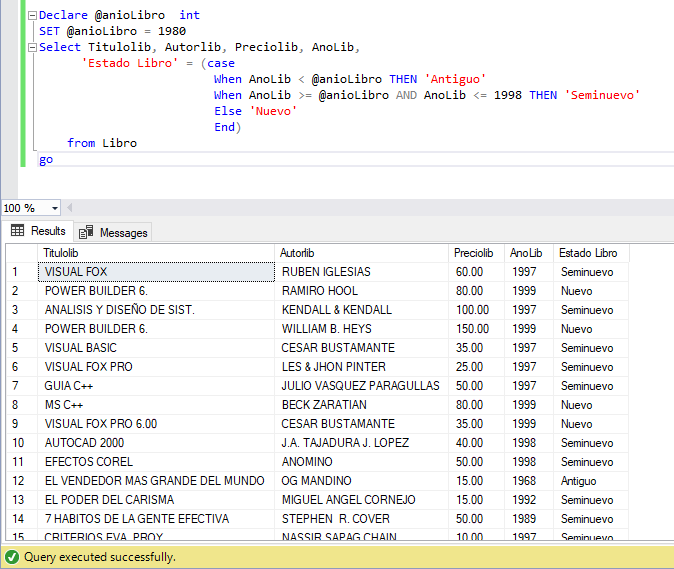 Declare @anioLibro  int
SET @anioLibro = 1980
Select Titulolib, Autorlib, Preciolib, AnoLib,
'Estado Libro' = (case
When AnoLib < @anioLibro THEN 'Antiguo'
When AnoLib >= @anioLibro AND AnoLib <= 1998 THEN 'Seminuevo'
Else 'Nuevo'
End)
from Libro
go
100 %
Results Messages
Titulolib Autorlib Preciolib AnoLib Estado Libro
1 VISUAL FOX RUBEN IGLESIAS 60.00 1997 Seminuevo
2 POWER BUILDER 6. RAMIRO HOOL 80.00 1999 Nuevo
3 ANALISIS Y DISEÑO DE SIST. KENDALL & KENDALL 100.00 1997 Seminuevo
4 POWER BUILDER 6. WILLIAM B. HEYS 150.00 1999 Nuevo
5 VISUAL BASIC CESAR BUSTAMANTE 35.00 1997 Seminuevo
6 VISUAL FOX PRO LES & JHON PINTER 25.00 1997 Seminuevo
7 GUIA C++ JULIO VASQUEZ PARAGULLAS 50.00 1997 Seminuevo
8 MS C++ BECK ZARATIAN 80.00 1999 Nuevo
9 VISUAL FOX PRO 6.00 CESAR BUSTAMANTE 35.00 1999 Nuevo
10 AUTOCAD 2000 J.A. TAJADURA J. LOPEZ 40.00 1998 Seminuevo
11 EFECTOS COREL ANOMINO 50.00 1998 Seminuevo
12 EL VENDEDOR MAS GRANDE DEL MUNDO OG MANDINO 15.00 1968 Antiguo
13 EL PODER DEL CARISMA MIGUEL ANGEL CORNEJO 15.00 1992 Seminuevo
14 7 HABITOS DE LA GENTE EFECTIVA STEPHEN  R. COVER 50.00 1989 Seminuevo
15 CRITERIOS EVA. PROY. NASSIR SAPAG CHAIN 10.00 1997 Seminuevo
Query executed successfully.